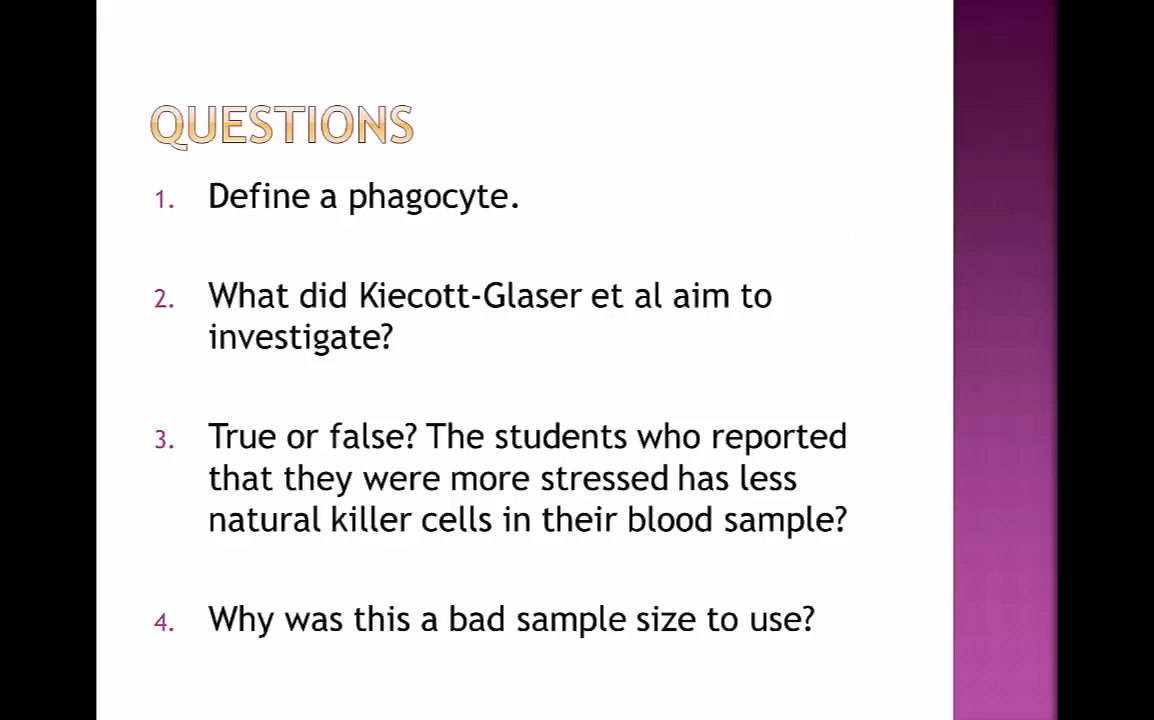 QUESTIONS
1. Define a phagocyte.
2. What did Kiecott-Glaser et al aim to
investigate?
3. True or false? The students who reported
that they were more stressed has less
natural killer cells in their blood sample?
4. Why was this a bad sample size to use?